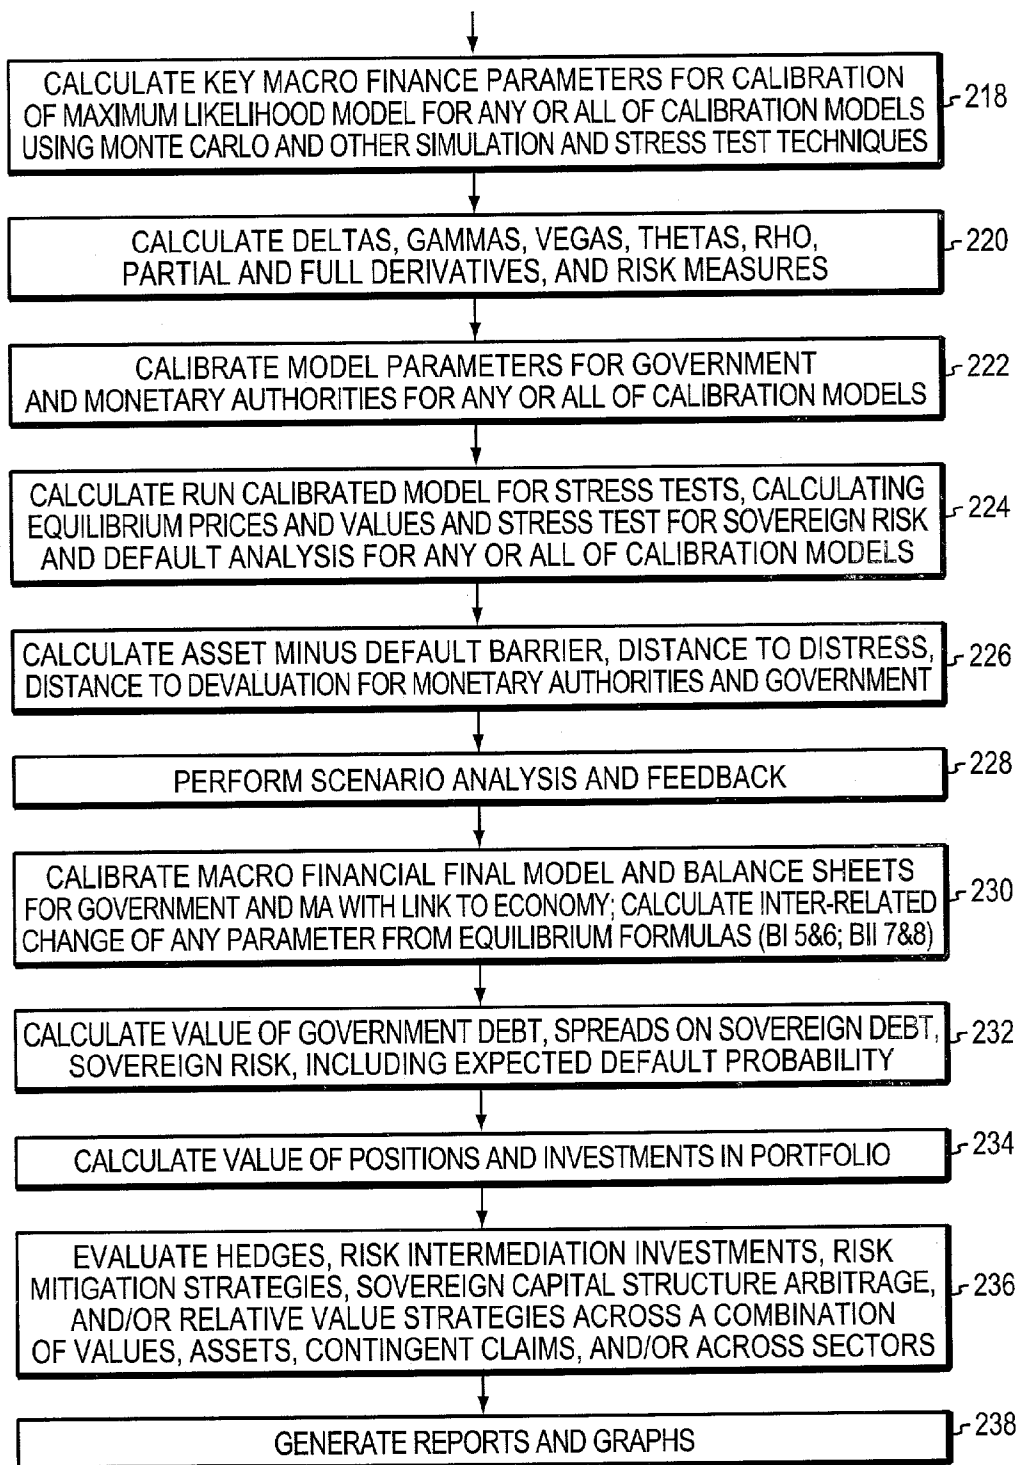 CALCULATE KEY MACRO FINANCE PARAMETERS FOR CALIBRATION
OF MAXIMUM LIKELIHOOD MODEL FOR ANY OR ALL OF CALIBRATION MODELS
USING MONTE CARLO AND OTHER SIMULATION AND STRESS TEST TECHNIQUES
218
CALCULATE DELTAS, GAMMAS, VEGAS, THETAS, RHO,
PARTIAL AND FULL DERIVATIVES, AND RISK MEASURES
220
CALIBRATE MODEL PARAMETERS FOR GOVERNMENT
AND MONETARY AUTHORITIES FOR ANY OR ALL OF CALIBRATION MODELS
222
CALCULATE RUN CALIBRATED MODEL FOR STRESS TESTS, CALCULATING
EQUILIBRIUM PRICES AND VALUES AND STRESS TEST FOR SOVEREIGN RISK
AND DEFAULT ANALYSIS FOR ANY OR ALL OF CALIBRATION MODELS
224
CALCULATE ASSET MINUS DEFAULT BARRIER, DISTANCE TO DISTRESS,
DISTANCE TO DEVALUATION FOR MONETARY AUTHORITIES AND GOVERNMENT
226
PERFORM SCENARIO ANALYSIS AND FEEDBACK
228
CALIBRATE MACRO FINANCIAL FINAL MODEL AND BALANCE SHEETS
FOR GOVERNMENT AND MA WITH LINK TO ECONOMY; CALCULATE INTER-RELATED
CHANGE OF ANY PARAMETER FROM EQUILIBRIUM FORMULAS (BI 5&6; BII 7&8)
230
CALCULATE VALUE OF GOVERNMENT DEBT, SPREADS ON SOVEREIGN DEBT,
SOVEREIGN RISK, INCLUDING EXPECTED DEFAULT PROBABILITY
232
CALCULATE VALUE OF POSITIONS AND INVESTMENTS IN PORTFOLIO
234
EVALUATE HEDGES, RISK INTERMEDIATION INVESTMENTS, RISK
MITIGATION STRATEGIES, SOVEREIGN CAPITAL STRUCTURE ARBITRAGE,
AND/OR RELATIVE VALUE STRATEGIES ACROSS A COMBINATION
OF VALUES, ASSETS, CONTINGENT CLAIMS, AND/OR ACROSS SECTORS
236
GENERATE REPORTS AND GRAPHS
238